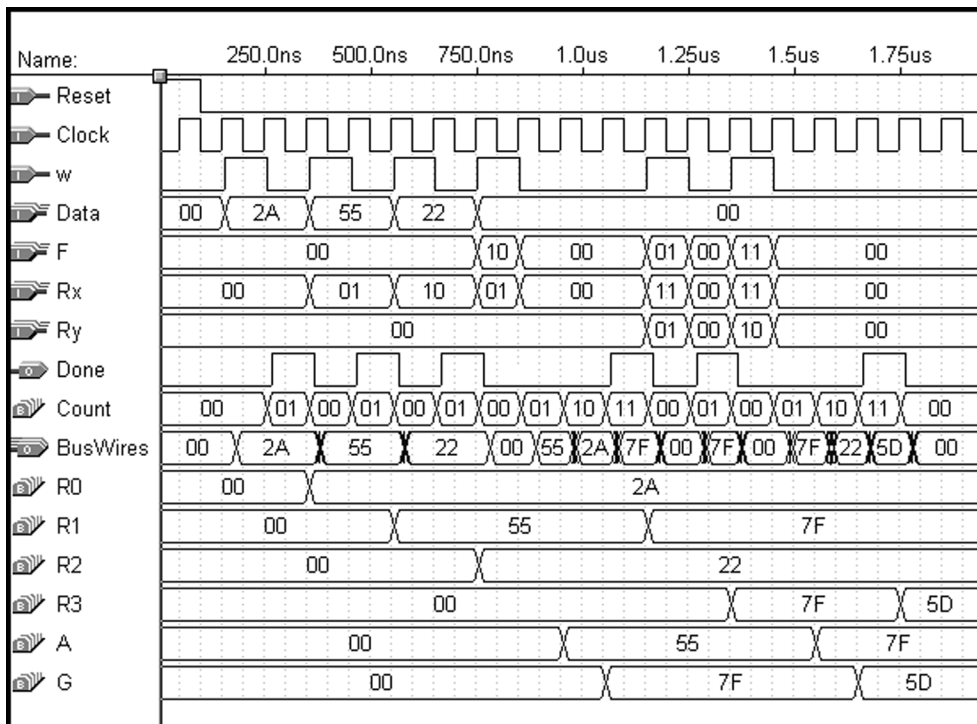 Name: 250.0ns 500.0ns 750.0ns 1.0us 1.25us 1.5us 1.75us
Reset
Clock
w
Data 00 2A 55 22 00
F 00 10 00 01 00 11 00
Rx 00 01 10 01 00 11 00 11 00
Ry 00 01 00 10 00
Done
Count 00 01 00 01 00 01 00 01 10 11 00 01 00 01 10 11 00
BusWires 00 2A 55 22 00 55 2A 7F 00 7F 00 7F 22 5D 00
R0 00 2A
R1 00 55 7F
R2 00 22
R3 00 7F 5D
A 00 55 7F
G 00 7F 5D